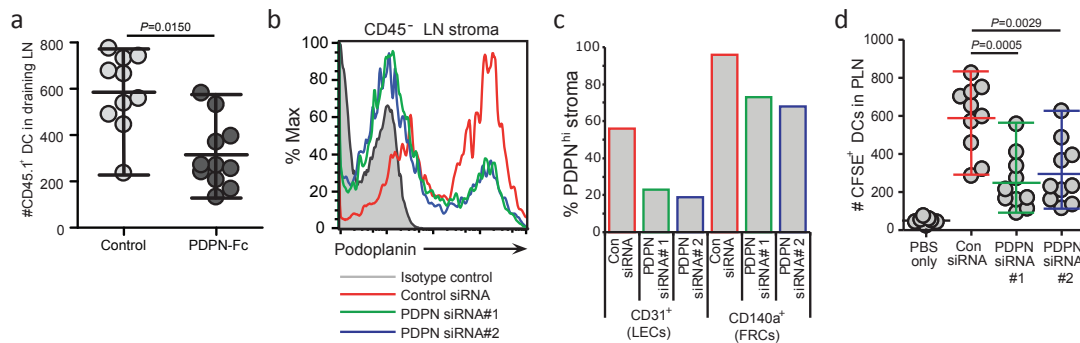 a
P=0.0150
#CD45.1+ DC in draining LN
800
600
400
200
0
Control
PDPN-Fc
b
CD45- LN stroma
% Max
100
80
60
40
20
0
Podoplanin
Isotype control
Control siRNA
PDPN siRNA#1
PDPN siRNA#2
c
% PDPNhi stroma
100
80
60
40
20
0
Con siRNA
PDPN siRNA# 1
PDPN siRNA# 2
Con siRNA
PDPN siRNA# 1
PDPN siRNA# 2
CD31+
(LECs)
CD140a+
(FRCs)
d
P=0.0029
P=0.0005
# CFSE+ DCs in PLN
1000
800
600
400
200
0
PBS only
Con siRNA
PDPN siRNA #1
PDPN siRNA #2